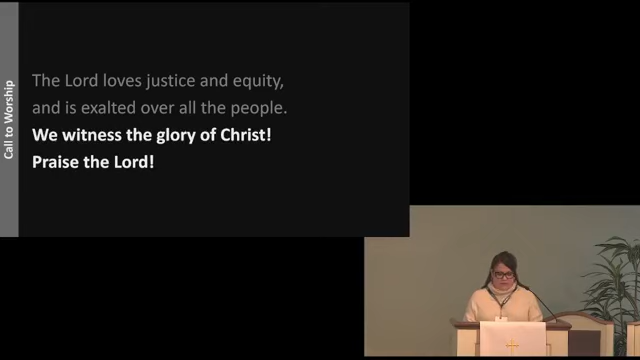 Call to Worship
The Lord loves justice and equity,
and is exalted over all the people.
We witness the glory of Christ!
Praise the Lord!